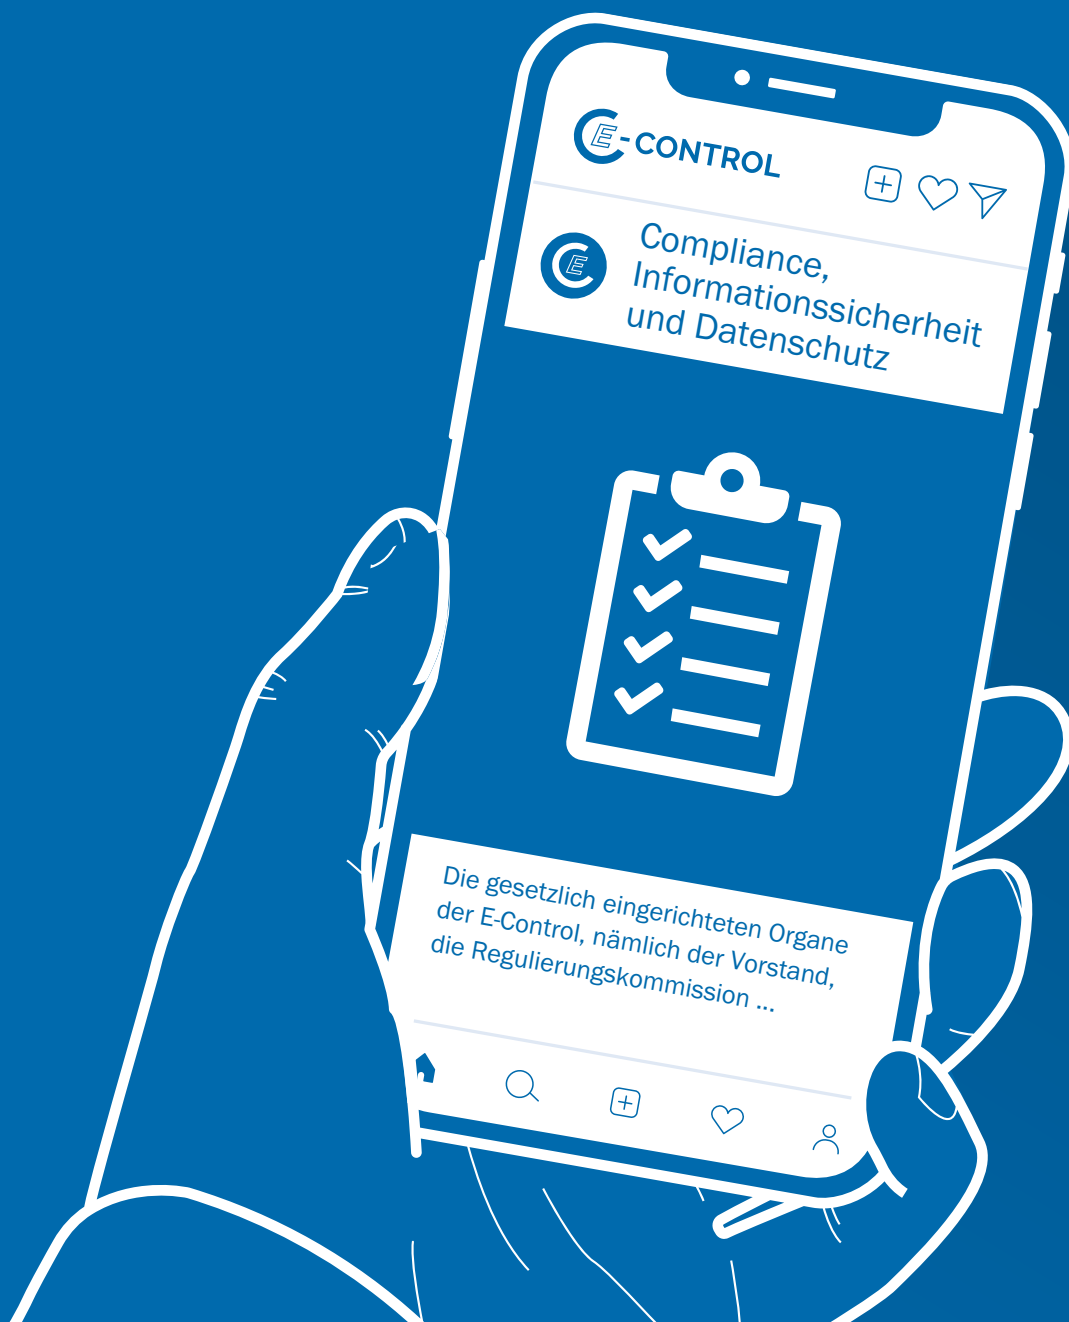 E-CONTROL
Compliance,
Informationssicherheit
und Datenschutz
Die gesetzlich eingerichteten Organe
der E-Control, nämlich der Vorstand,
die Regulierungskommission ...